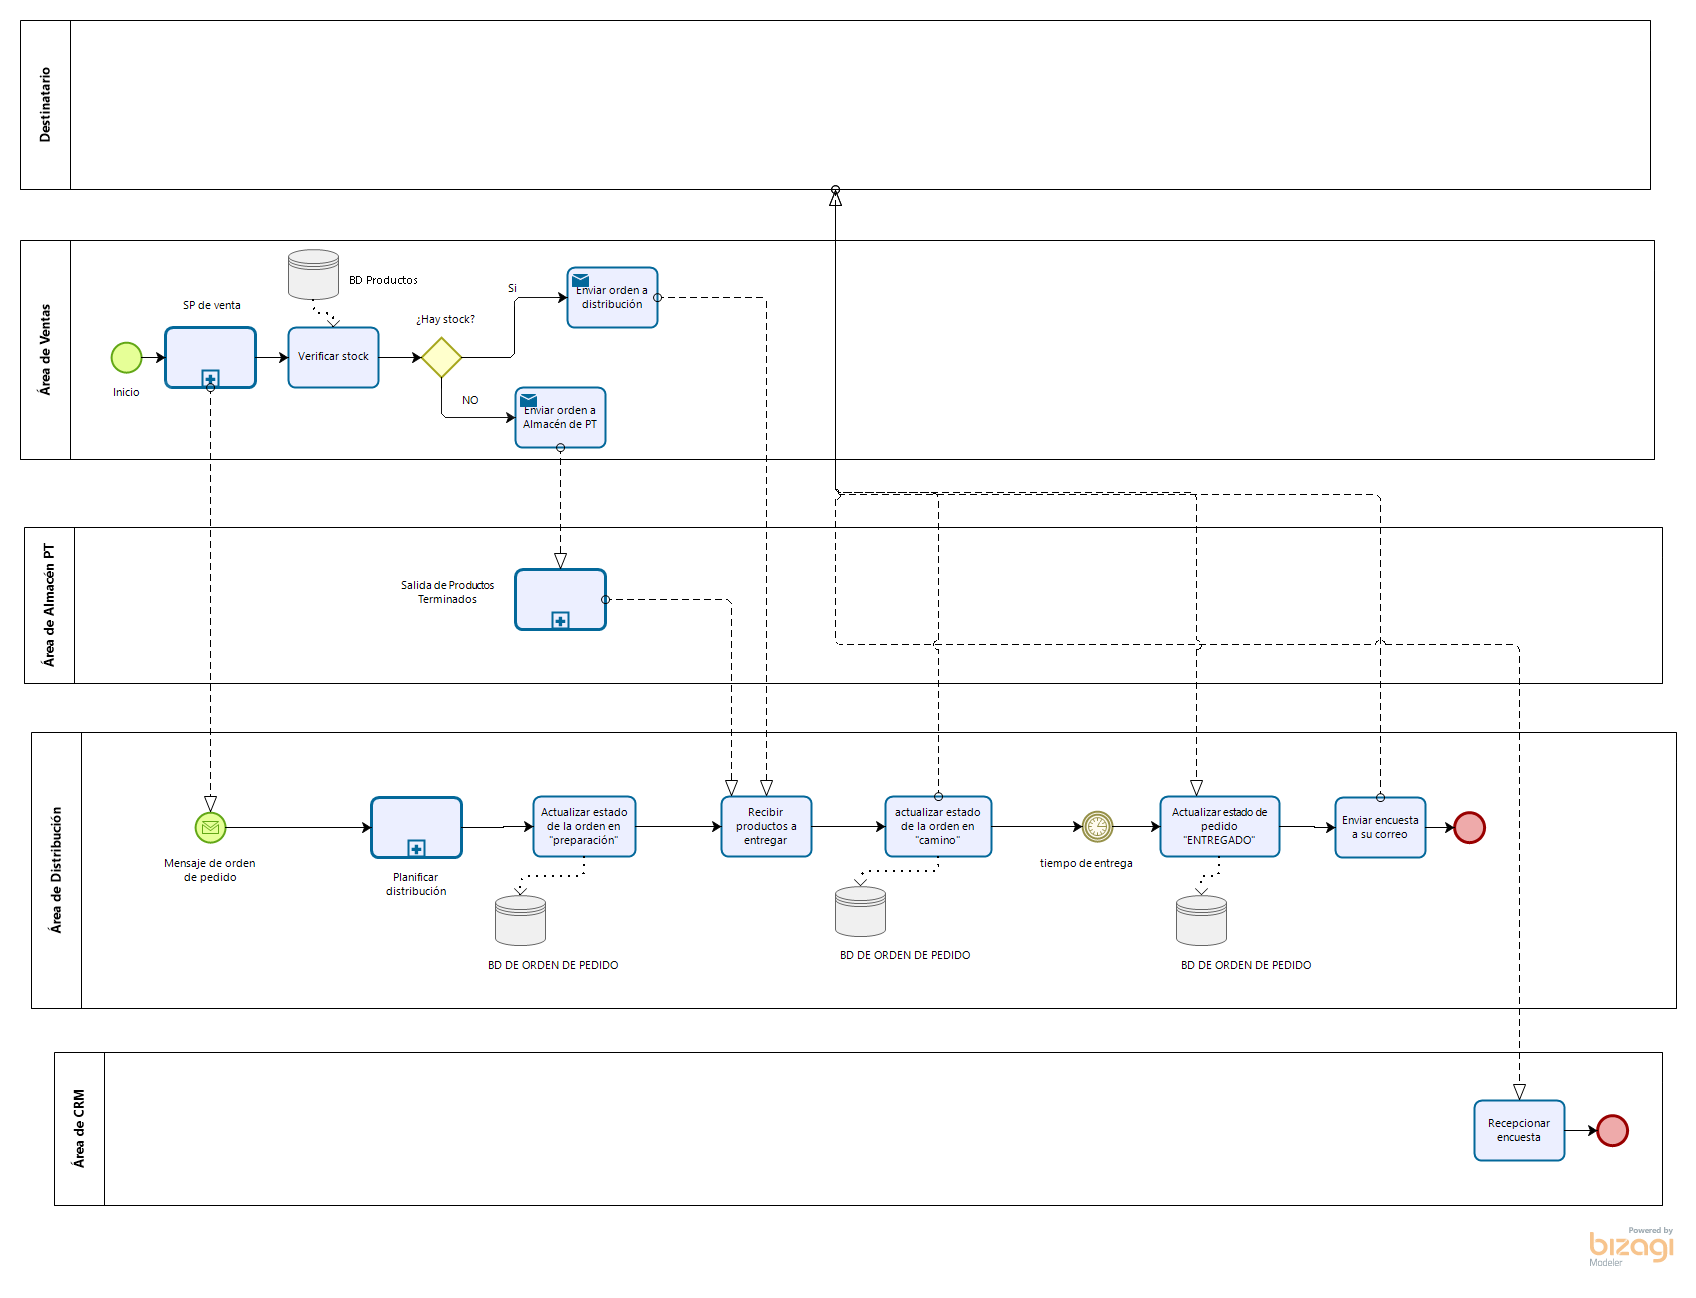 Destinatario
Área de Ventas
BD Productos
SP de venta
Si
Enviar orden a
distribución
¿Hay stock?
Verificar stock
Inicio
NO
Enviar orden a
Almacén de PT
Área de Almacén PT
Salida de Productos
Terminados
Área de Distribución
Mensaje de orden
de pedido
Planificar
distribución
Actualizar estado
de la orden en
"preparación"
Recibir
productos a
entregar
actualizar estado
de la orden en
"camino"
tiempo de entrega
Actualizar estado de
pedido
"ENTREGADO"
Enviar encuesta
a su correo
BD DE ORDEN DE PEDIDO
BD DE ORDEN DE PEDIDO
BD DE ORDEN DE PEDIDO
Área de CRM
Recepcionar
encuesta
Powered by
bizagi
Modeler